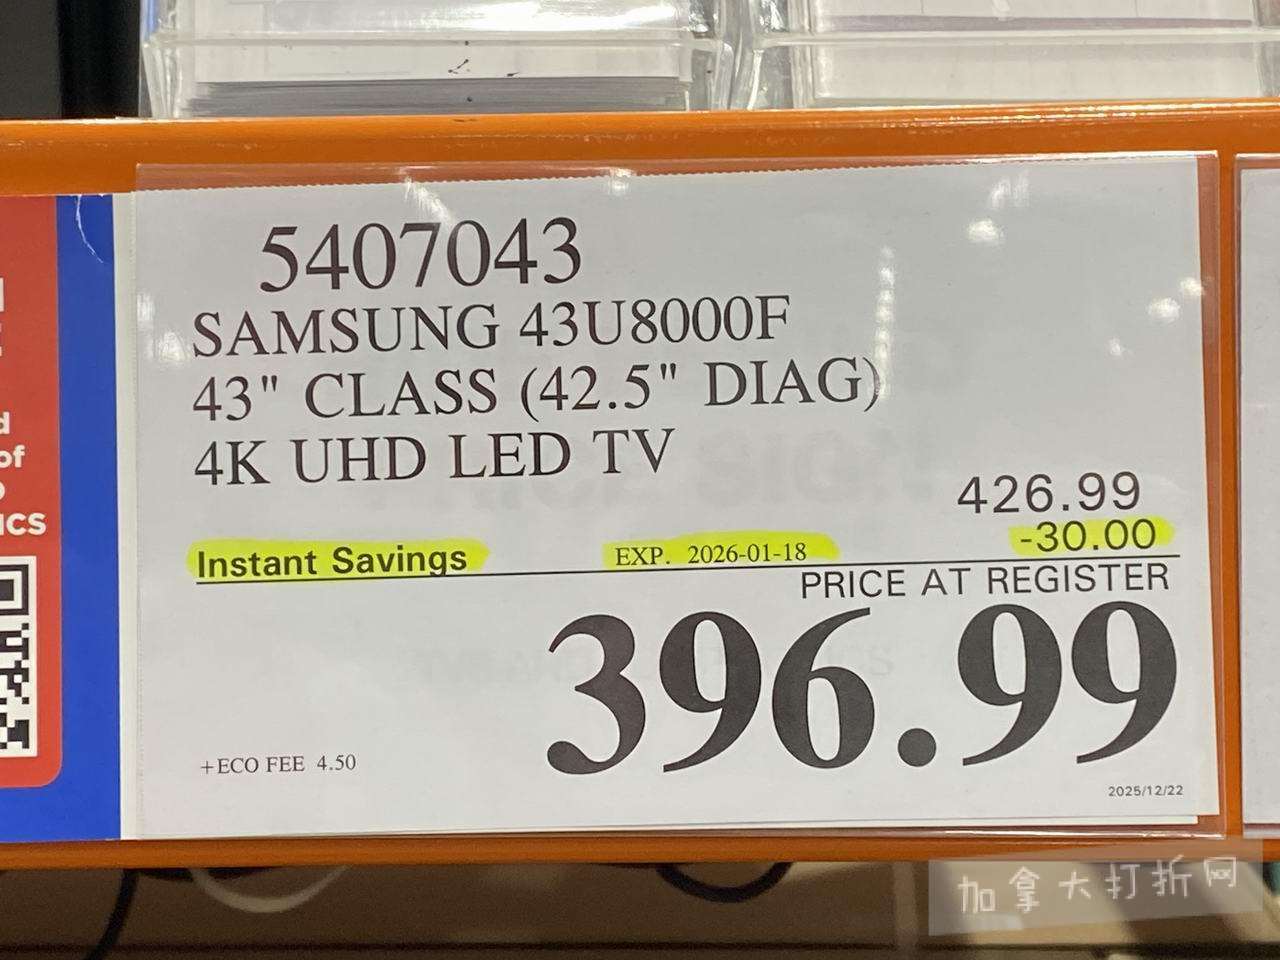 5407043
SAMSUNG 43U8000F
43" CLASS (42.5" DIAG)
4K UHD LED TV
426.99
Instant Savings EXP. 2026-01-18 -30.00
PRICE AT REGISTER
396.99
+ECO FEE 4.50
2025/12/22
of
加拿大打折网